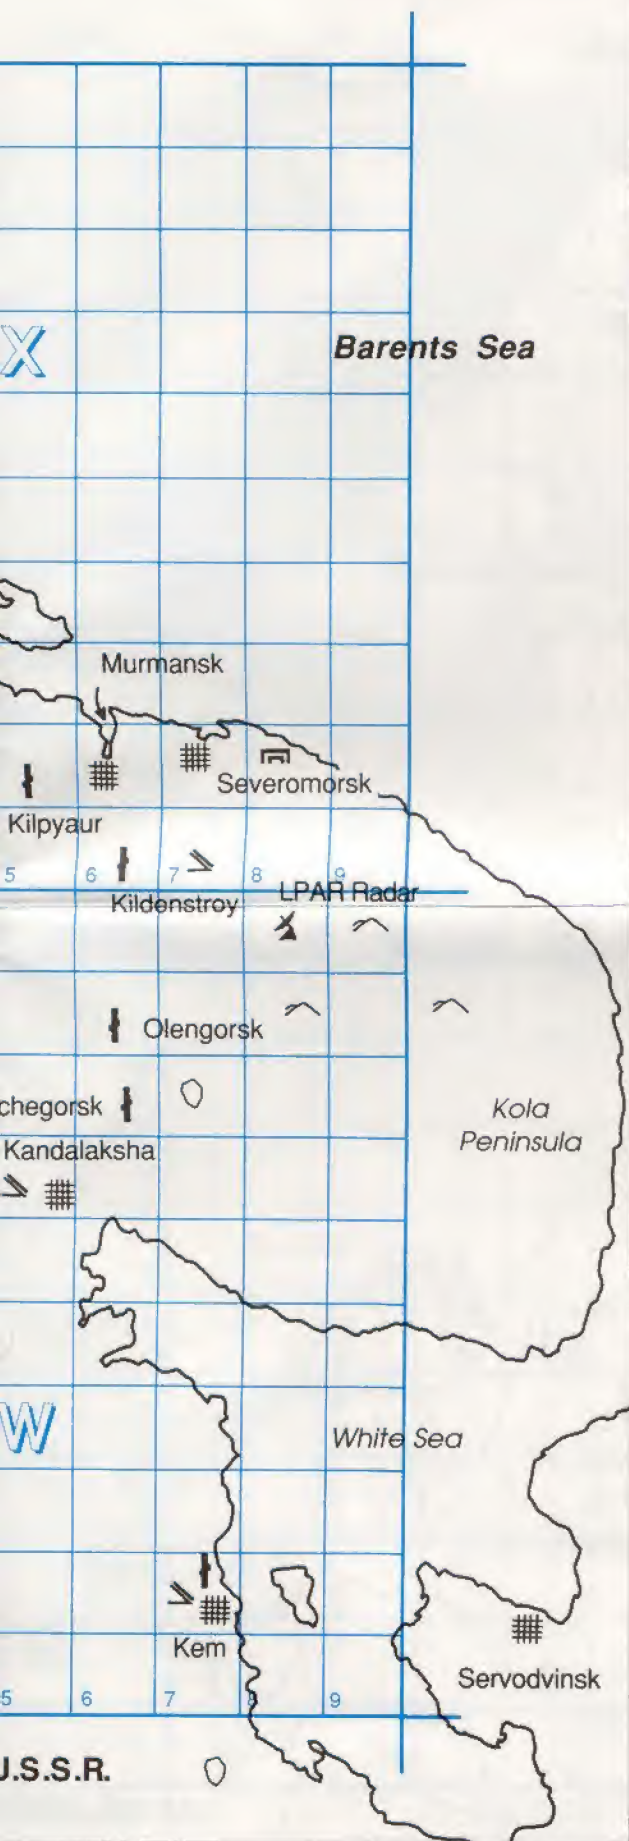 X
Barents Sea
Murmansk
Severomorsk
Kilpyaur
5 6 7 8 9
LPAR Radar
Kildenstroy
Olengorsk
chegorsk
Kola
Peninsula
Kandalaksha
W
White Sea
Kem
Servodvinsk
5 6 7 8 9
U.S.S.R.